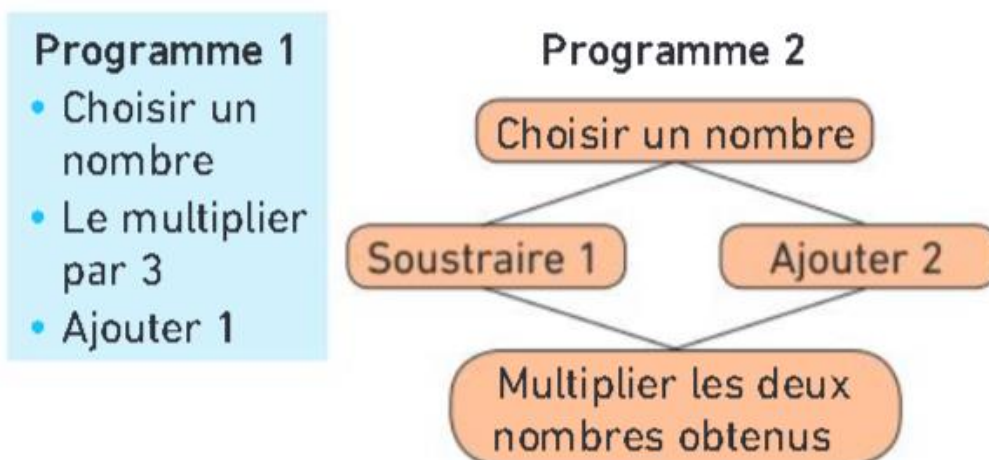 Programme 1
• Choisir un
nombre
• Le multiplier
par 3
• Ajouter 1
Programme 2
Choisir un nombre
Soustraire 1
Ajouter 2
Multiplier les deux
nombres obtenus